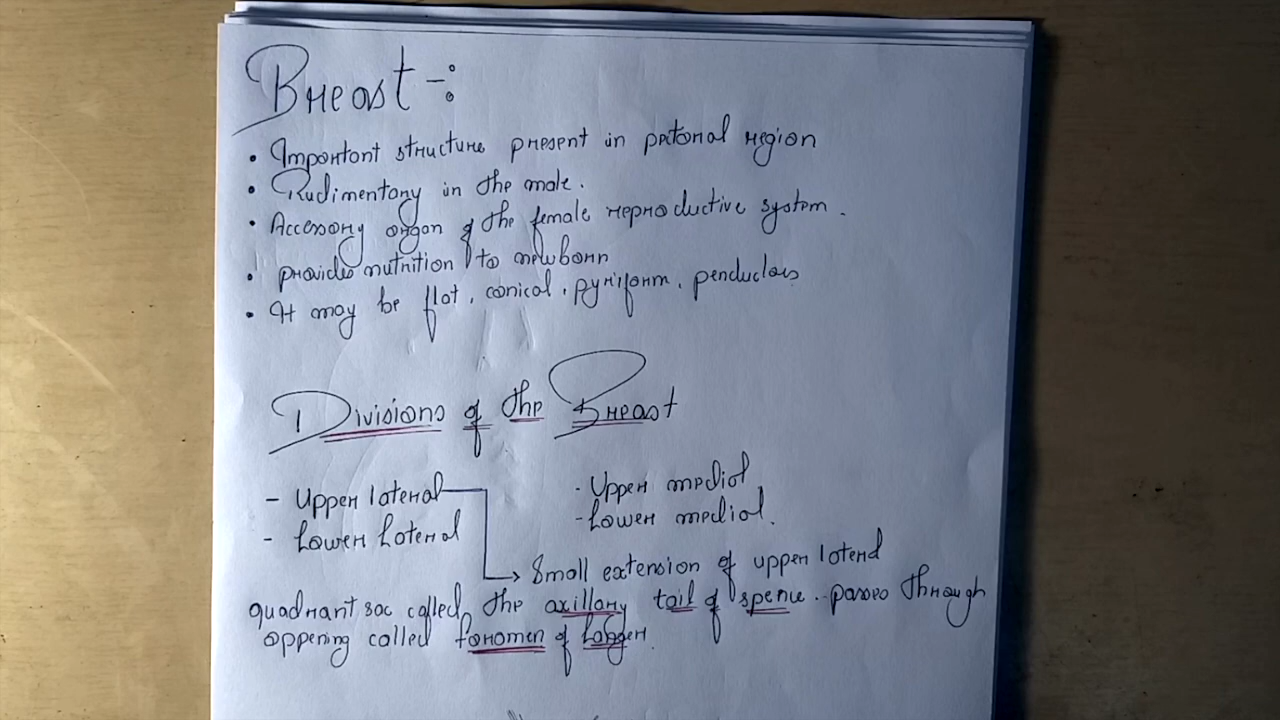 Breast -:
• Important structure present in pectoral region
• Rudimentary in the male.
• Accessory organ of the female reproductive system.
• provides nutrition to newborn
• It may be flat, conical, pyriform, penduclous
Divisions of the Breast
- Upper lateral
- Upper medial
- Lower Lateral
- Lower medial.
→ Small extension of upper lateral
quadrant sac called the axillary tail of spence. passes through
oppening called foramen of Langer.